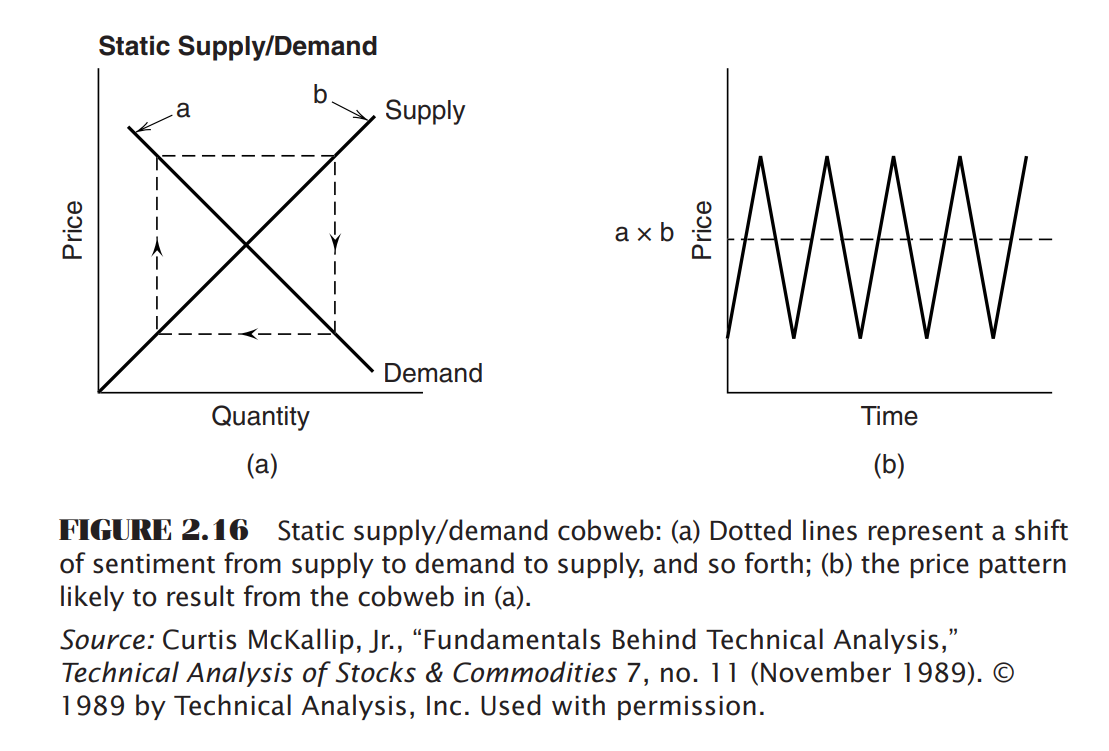 Static Supply/Demand
a
b
Supply
Price
Demand
Quantity
(a)
a × b
Price
Time
(b)
FIGURE 2.16 Static supply/demand cobweb: (a) Dotted lines represent a shift
of sentiment from supply to demand to supply, and so forth; (b) the price pattern
likely to result from the cobweb in (a).
Source: Curtis McKallip, Jr., “Fundamentals Behind Technical Analysis,”
Technical Analysis of Stocks & Commodities 7, no. 11 (November 1989). ©
1989 by Technical Analysis, Inc. Used with permission.